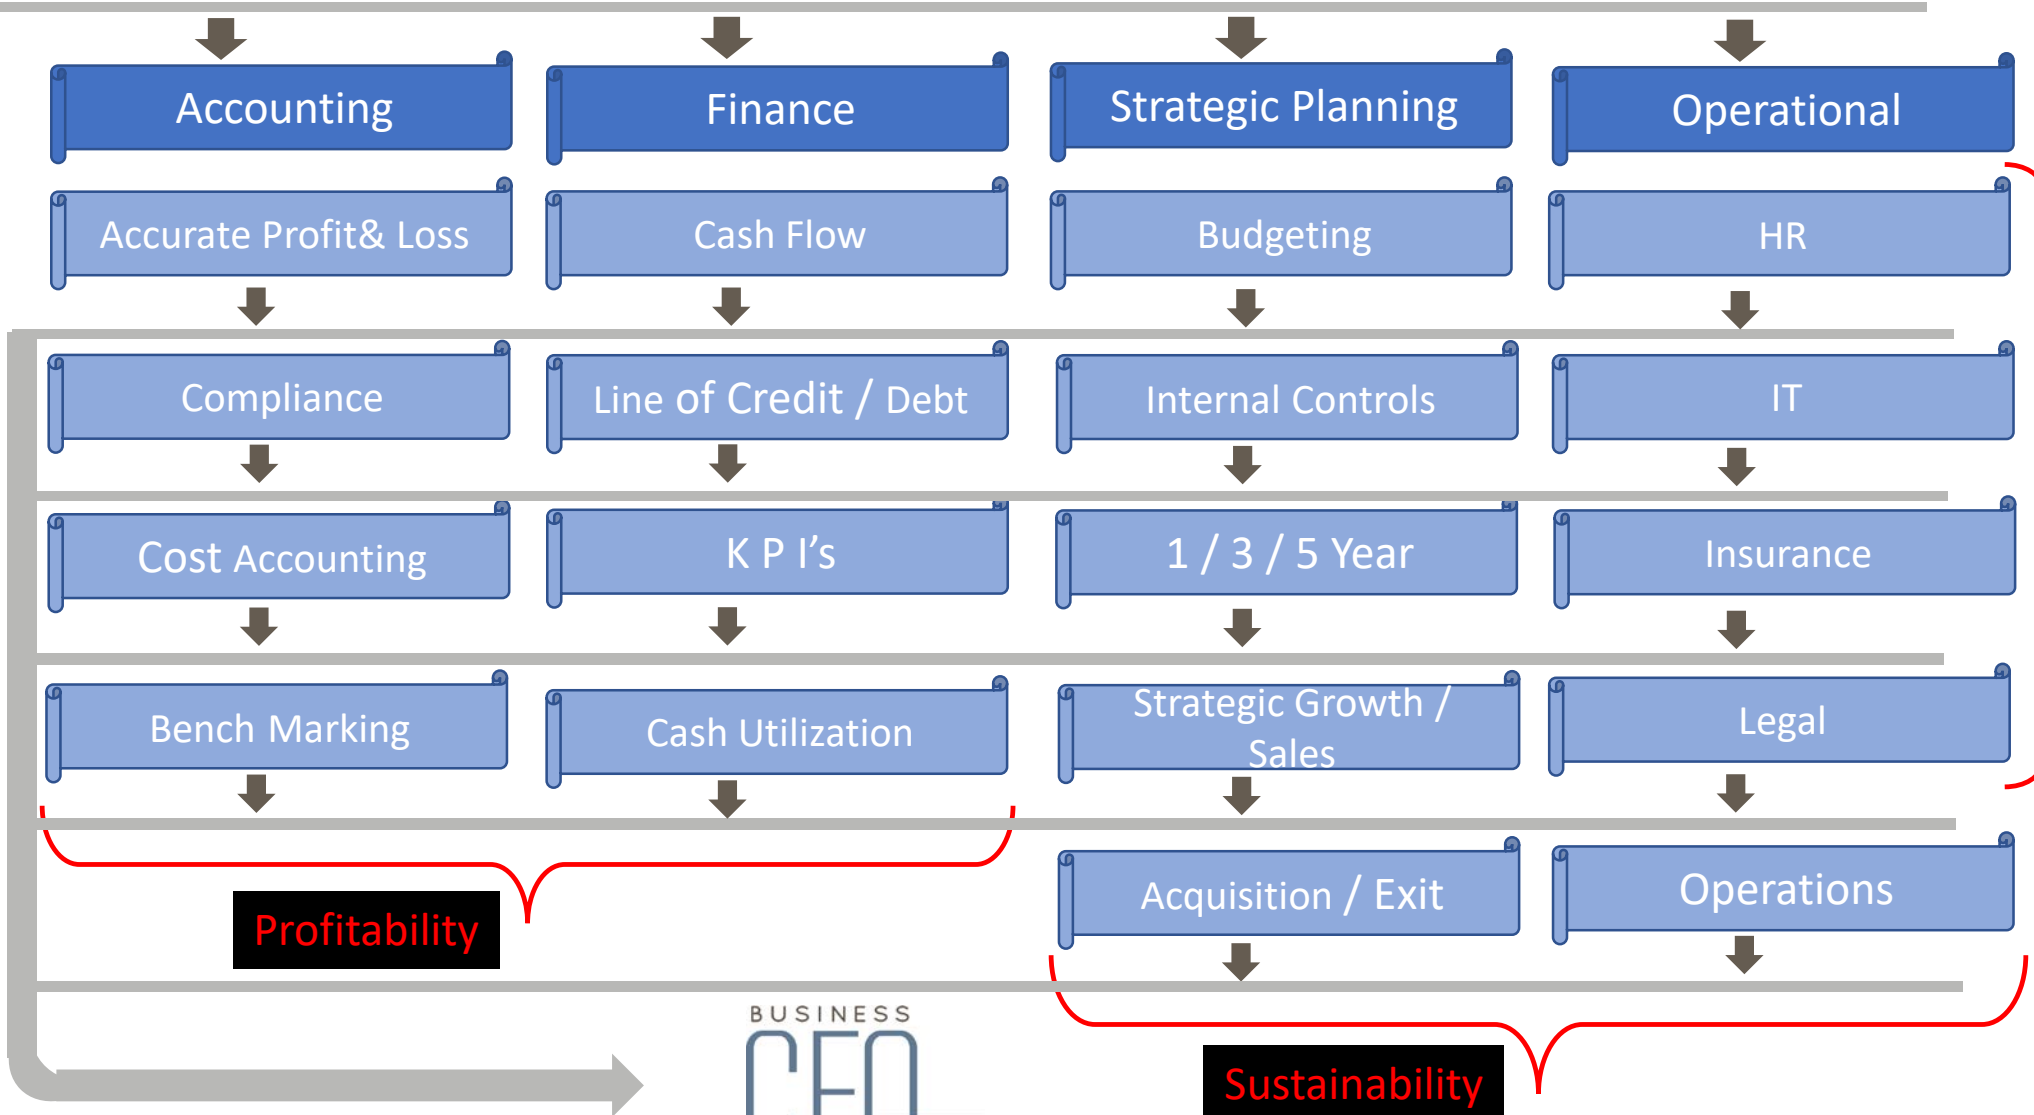 Accounting
Finance
Strategic Planning
Operational
Accurate Profit& Loss
Cash Flow
Budgeting
HR
Compliance
Line of Credit / Debt
Internal Controls
IT
Cost Accounting
K P I's
1 / 3 / 5 Year
Insurance
Bench Marking
Cash Utilization
Strategic Growth /
Sales
Legal
Acquisition / Exit
Operations
Profitability
BUSINESS
CFO
Sustainability